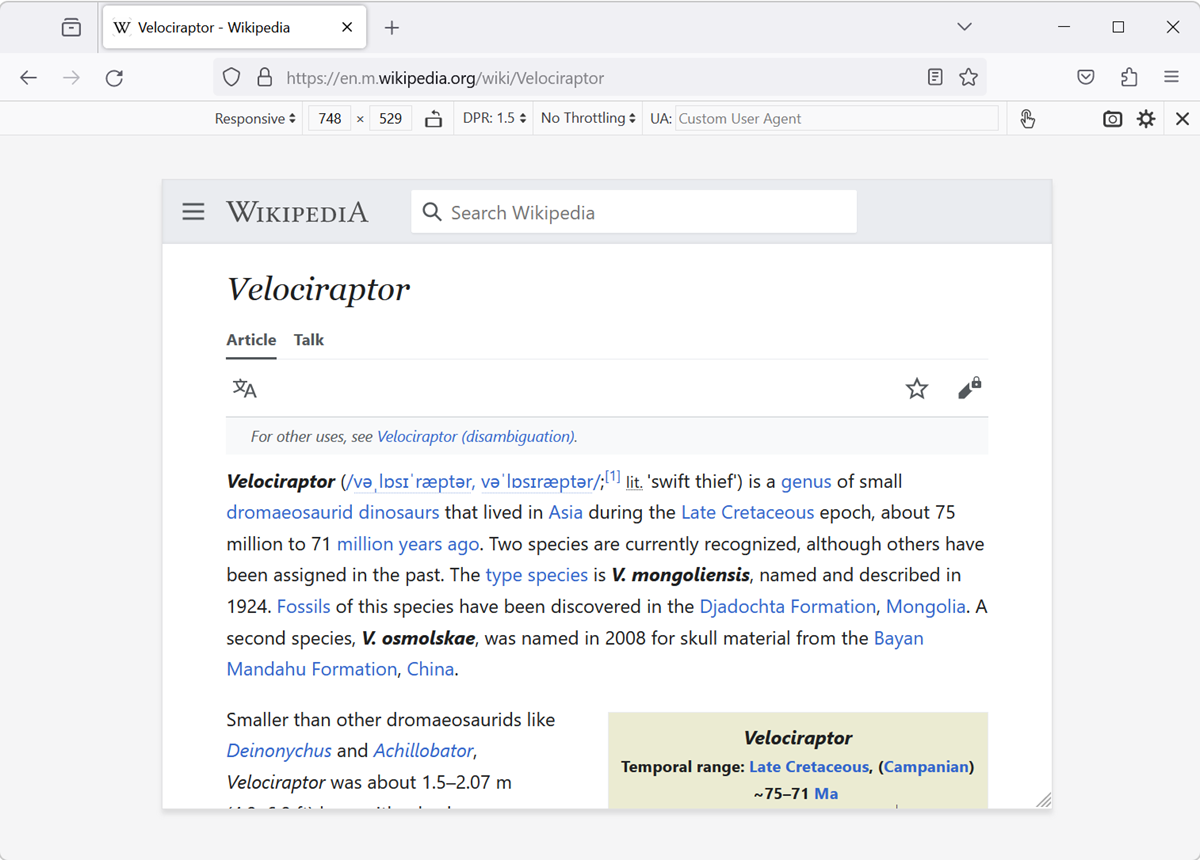 W Velociraptor - Wikipedia
https://en.m.wikipedia.org/wiki/Velociraptor
Responsive 748 × 529 DPR: 1.5 No Throttling UA: Custom User Agent
WIKIPEDIA Search Wikipedia
Velociraptor
Article Talk
文A
For other uses, see Velociraptor (disambiguation).
Velociraptor (/vəˌlɒsɪˈræptər, vəˈlɒsɪræptər/;[1] lit. 'swift thief') is a genus of small
dromaeosaurid dinosaurs that lived in Asia during the Late Cretaceous epoch, about 75
million to 71 million years ago. Two species are currently recognized, although others have
been assigned in the past. The type species is V. mongoliensis, named and described in
1924. Fossils of this species have been discovered in the Djadochta Formation, Mongolia. A
second species, V. osmolskae, was named in 2008 for skull material from the Bayan
Mandahu Formation, China.
Smaller than other dromaeosaurids like
Deinonychus and Achillobator,
Velociraptor was about 1.5–2.07 m
Velociraptor
Temporal range: Late Cretaceous, (Campanian)
~75–71 Ma